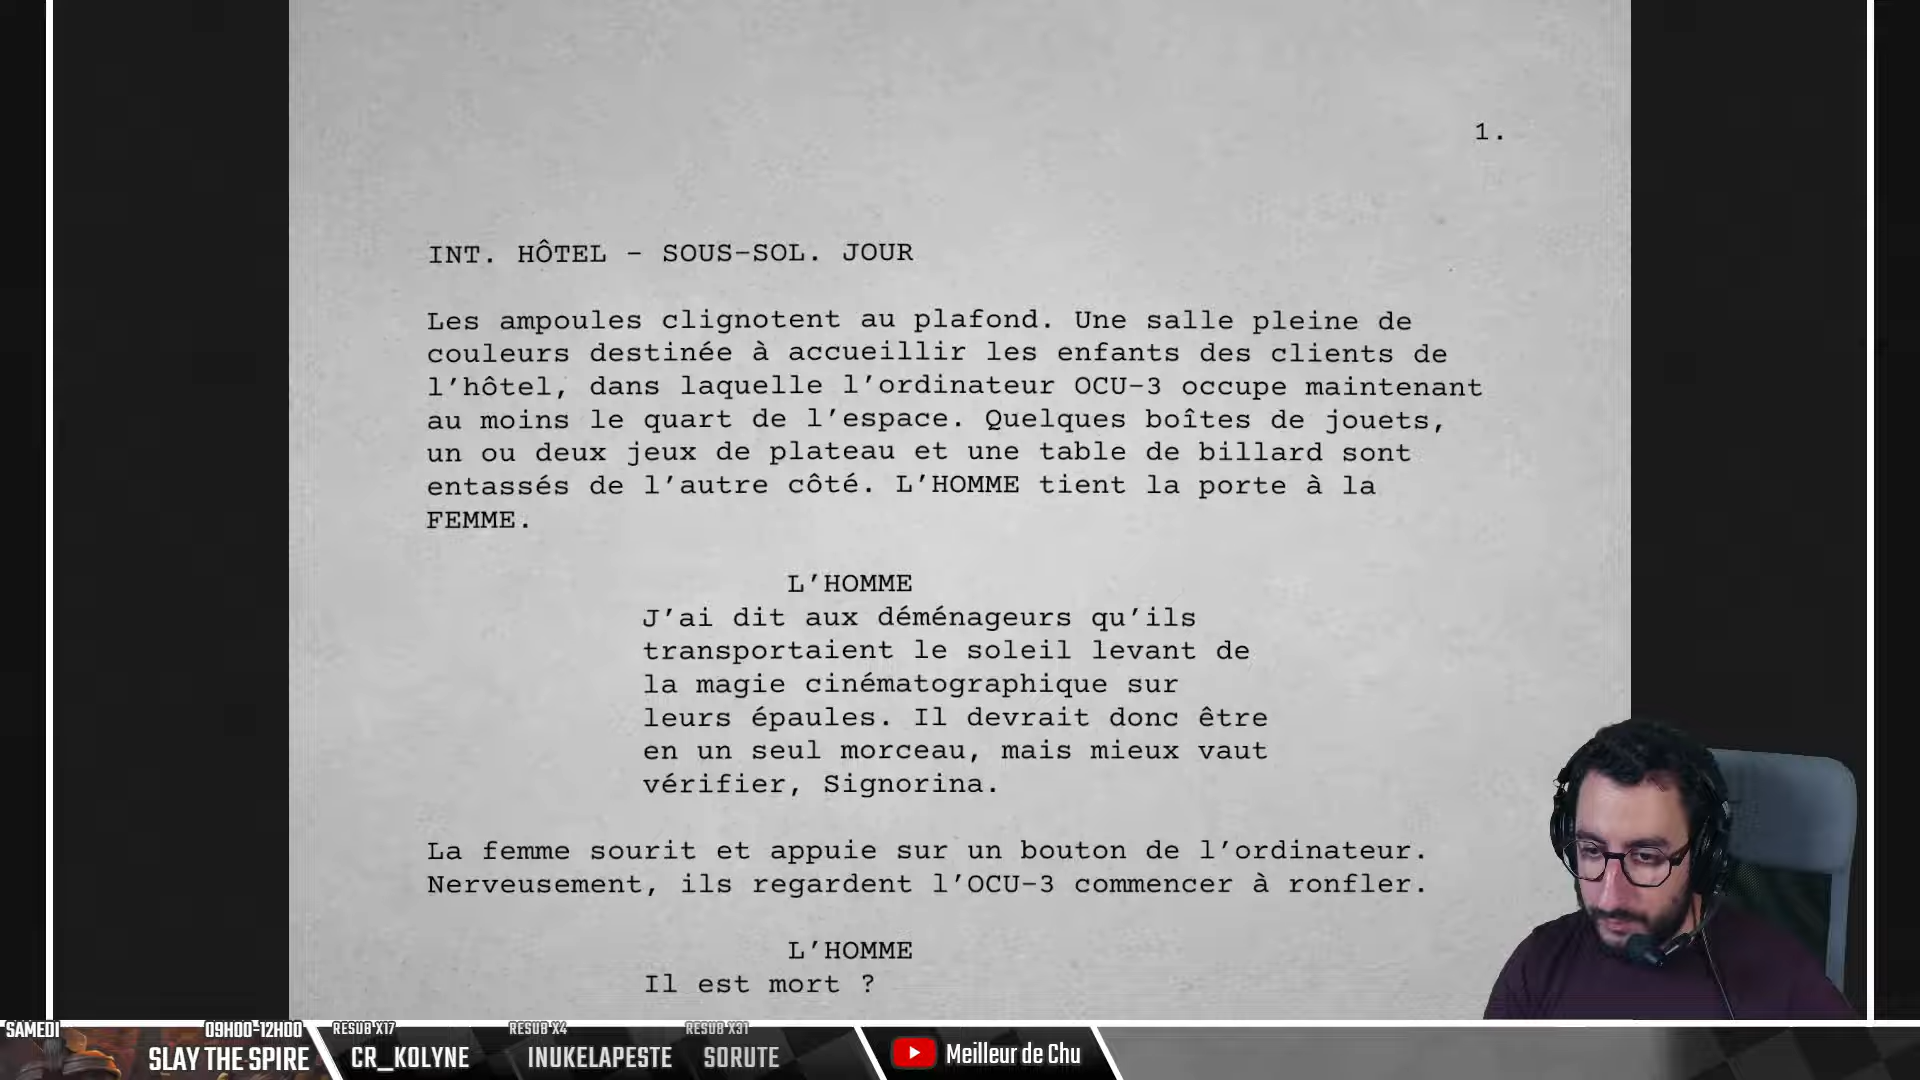 1.
INT. HÔTEL - SOUS-SOL. JOUR
Les ampoules clignotent au plafond. Une salle pleine de
couleurs destinée à accueillir les enfants des clients de
l'hôtel, dans laquelle l'ordinateur OCU-3 occupe maintenant
au moins le quart de l'espace. Quelques boîtes de jouets,
un ou deux jeux de plateau et une table de billard sont
entassés de l'autre côté. L'HOMME tient la porte à la
FEMME.
L'HOMME
J'ai dit aux déménageurs qu'ils
transportaient le soleil levant de
la magie cinématographique sur
leurs épaules. Il devrait donc être
en un seul morceau, mais mieux vaut
vérifier, Signorina.
La femme sourit et appuie sur un bouton de l'ordinateur.
Nerveusement, ils regardent l'OCU-3 commencer à ronfler.
L'HOMME
Il est mort ?
SAMEDI 09H00-12H00
SLAY THE SPIRE
RESUB X17
CR_KOLYNE
RESUB X4
INUKELAPESTE
RESUB X31
SORUTE
Meilleur de Chu